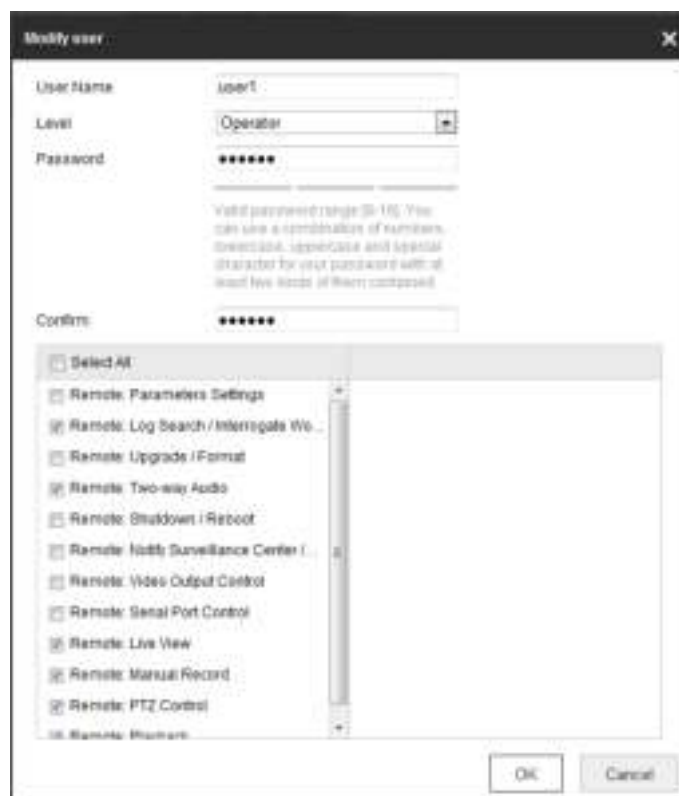 Modify user
User Name
user1
Level
Operator
Password
●●●●●●
Valid password range [8-16]. You
can use a combination of numbers,
lowercase, uppercase and special
character for your password with at
least two kinds of them contained.
Confirm
●●●●●●
Select All
Remote: Parameters Settings
Remote: Log Search / Interrogate Wo...
Remote: Upgrade / Format
Remote: Two-way Audio
Remote: Shutdown / Reboot
Remote: Notify Surveillance Center / ...
Remote: Video Output Control
Remote: Serial Port Control
Remote: Live View
Remote: Manual Record
Remote: PTZ Control
Remote: Playback
OK
Cancel